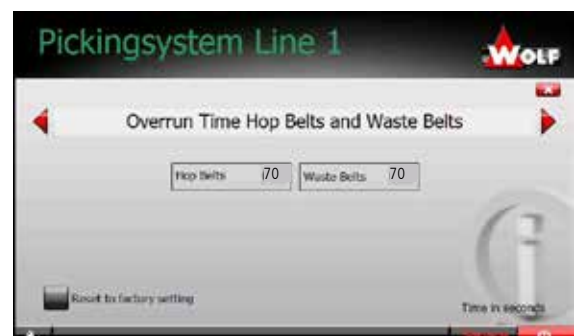 Pickingsystem Line 1
WOLF
Overrun Time Hop Belts and Waste Belts
Hop Belts 70 Waste Belts 70
Reset to factory setting
Time in seconds